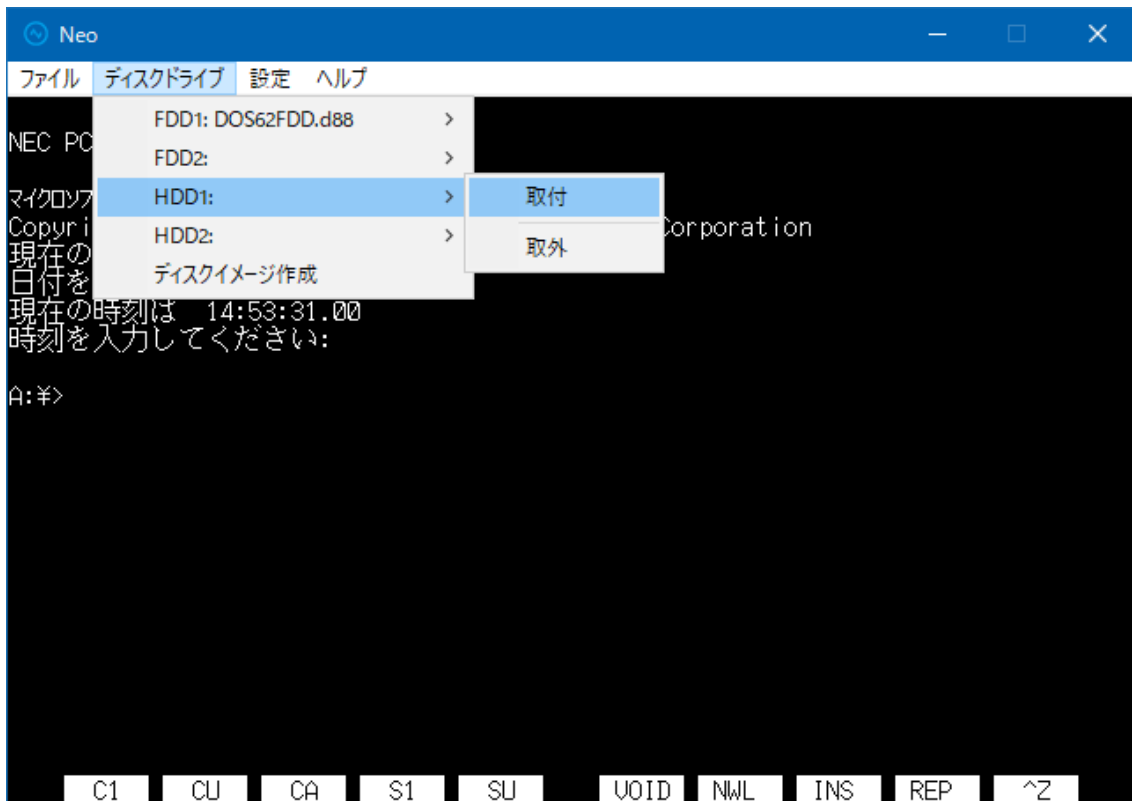 Neo
ファイル ディスクドライブ 設定 ヘルプ
FDD1: DOS62FDD.d88
FDD2:
HDD1:
HDD2:
ディスクイメージ作成
取付
取外
NEC PC
マイクロソフ
Copyri orporation
現在の
日付を
現在の時刻は 14:53:31.00
時刻を入力してください:
A:¥>
C1 CU CA S1 SU VOID NWL INS REP ^Z